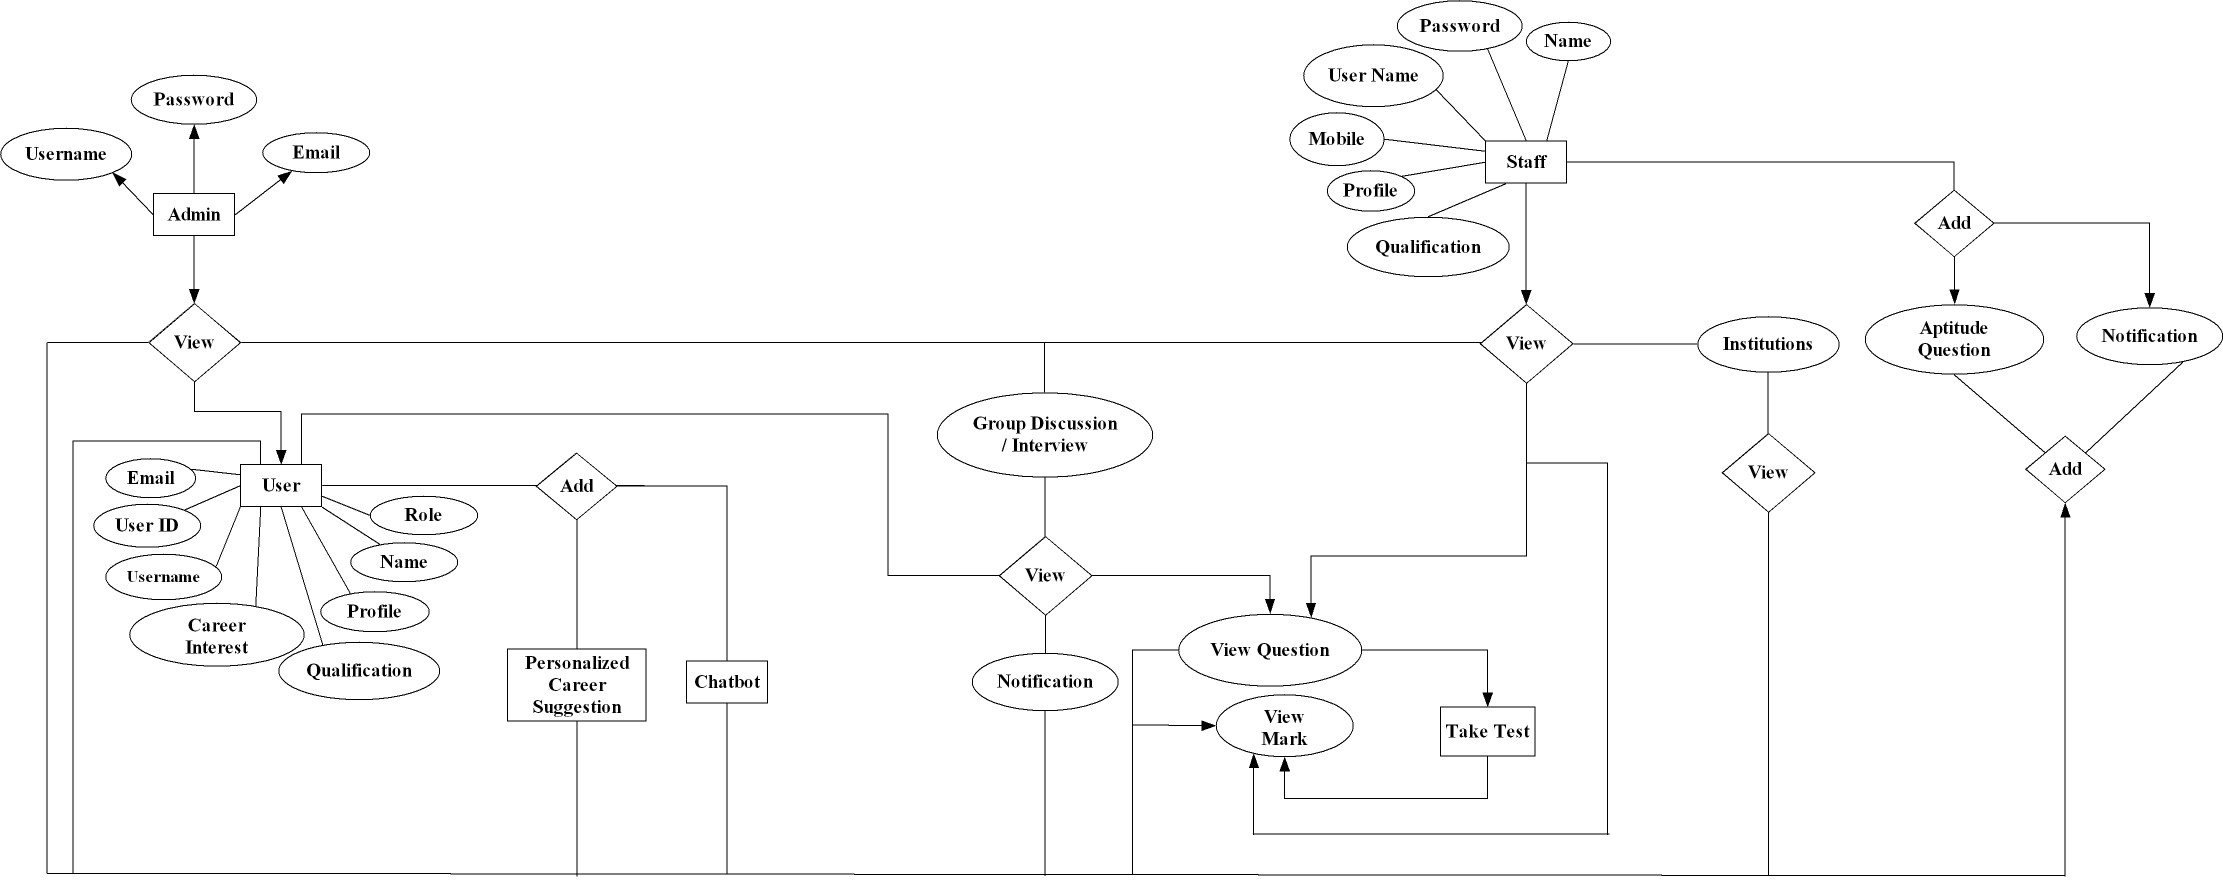 Password
Name
User Name
Password
Mobile
Email
Username
Staff
Profile
Admin
Add
Qualification
View
View
Institutions
Aptitude
Question
Notification
Group Discussion
/ Interview
View
Add
Email
User
Add
Role
User ID
Name
View
Username
Profile
Career
Interest
Qualification
View Question
Personalized
Career
Suggestion
Chatbot
Notification
View
Mark
Take Test